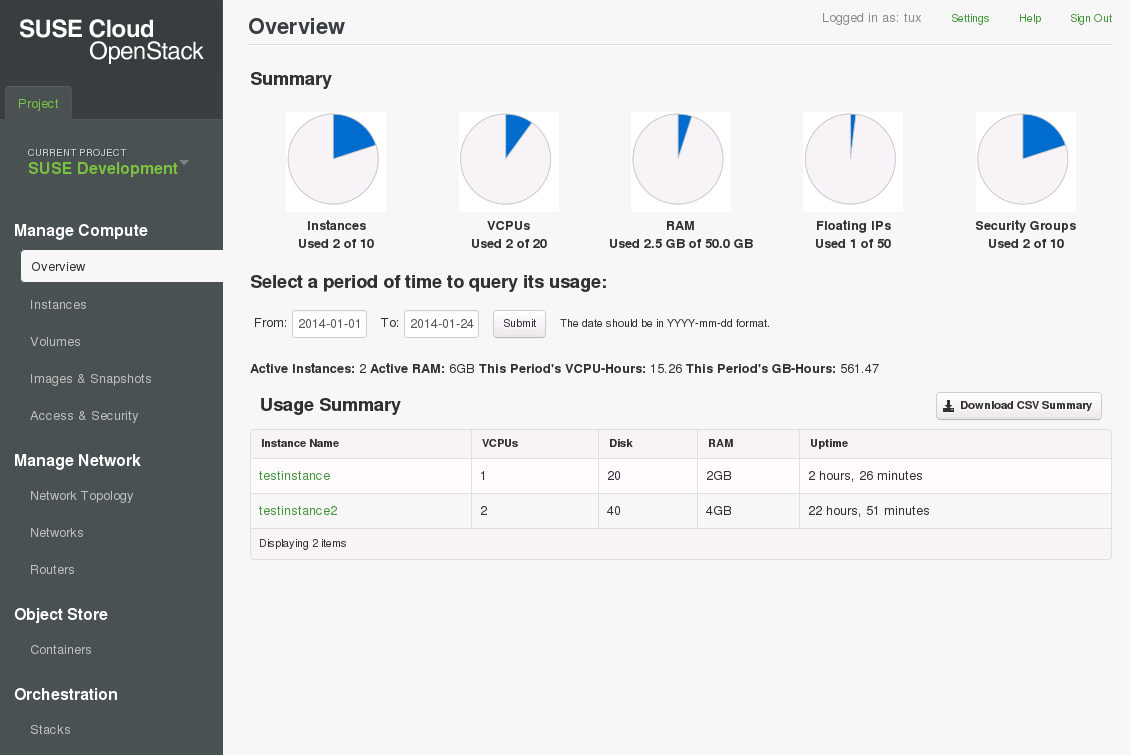 SUSE Cloud
OpenStack
Project
CURRENT PROJECT
SUSE Development
Manage Compute
Overview
Instances
Volumes
Images & Snapshots
Access & Security
Manage Network
Network Topology
Networks
Routers
Object Store
Containers
Orchestration
Stacks
Overview
Logged in as: tux Settings Help Sign Out
Summary
Instances
Used 2 of 10
VCPUs
Used 2 of 20
RAM
Used 2.5 GB of 50.0 GB
Floating IPs
Used 1 of 50
Security Groups
Used 2 of 10
Select a period of time to query its usage:
From: 2014-01-01 To: 2014-01-24 Submit The date should be in YYYY-mm-dd format.
Active Instances: 2 Active RAM: 6GB This Period's VCPU-Hours: 15.26 This Period's GB-Hours: 561.47
Usage Summary
Download CSV Summary
Instance Name VCPUs Disk RAM Uptime
testinstance 1 20 2GB 2 hours, 26 minutes
testinstance2 2 40 4GB 22 hours, 51 minutes
Displaying 2 items